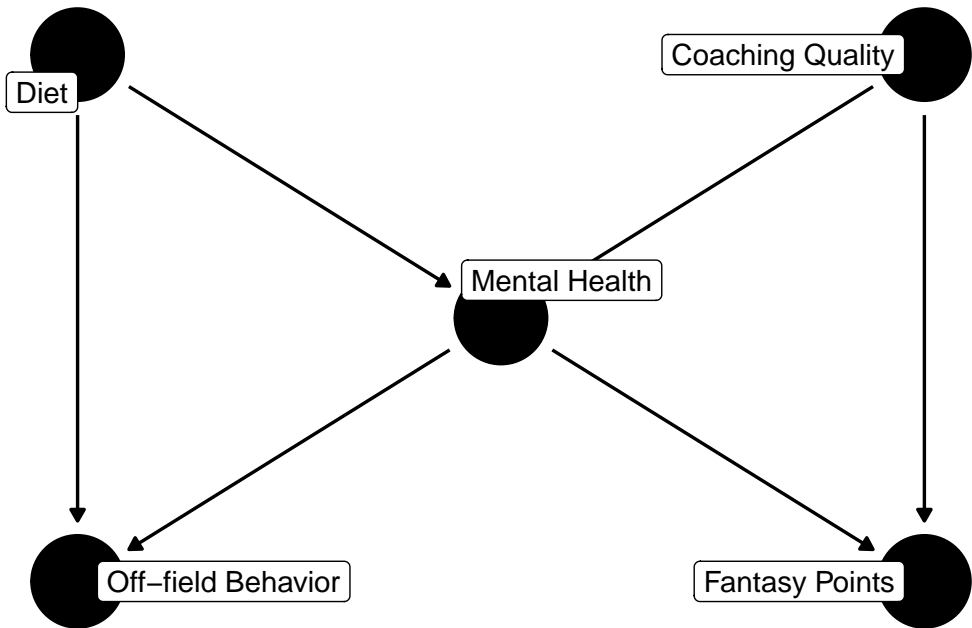 Diet
Coaching Quality
Mental Health
Off−field Behavior
Fantasy Points